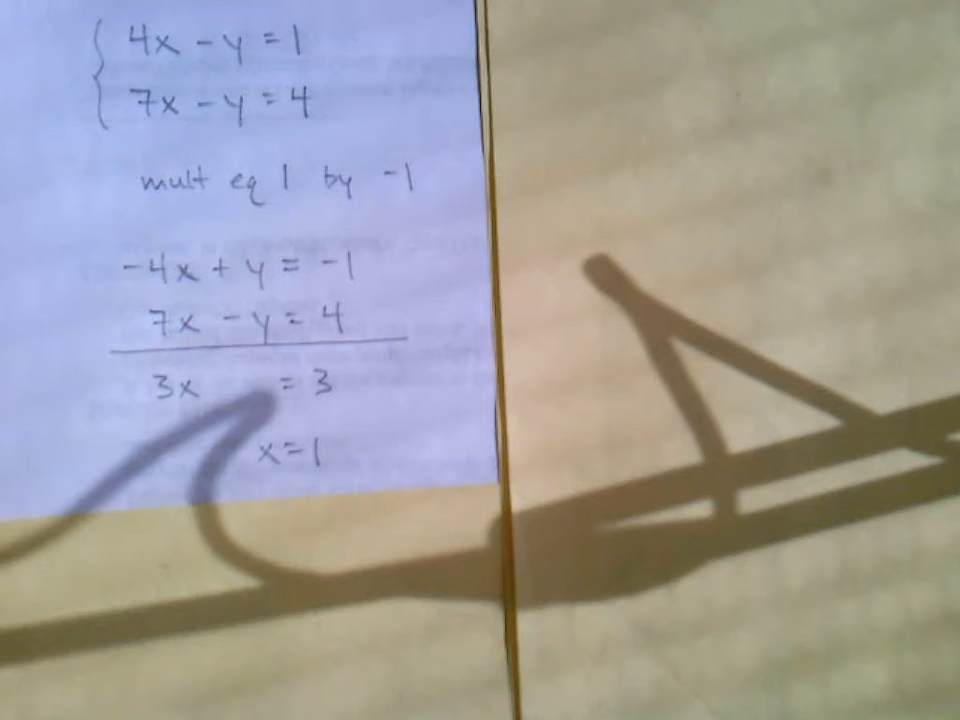 4x - y = 1
7x - y = 4
mult eq 1 by -1
-4x + y = -1
7x - y = 4
3x = 3
x = 1